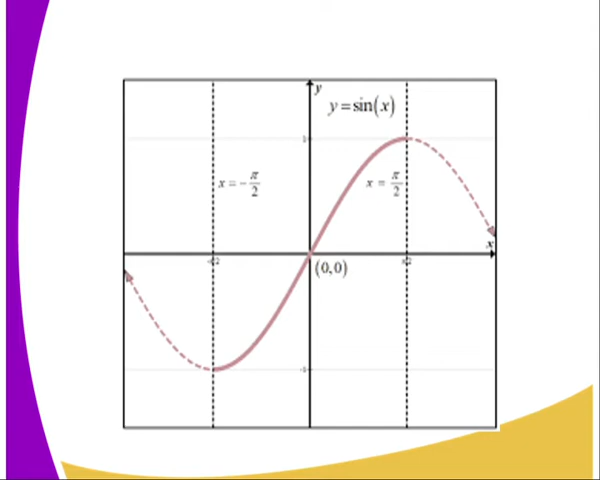 y
y = sin(x)
1
x = -π/2
x = π/2
x
(0,0)
-1